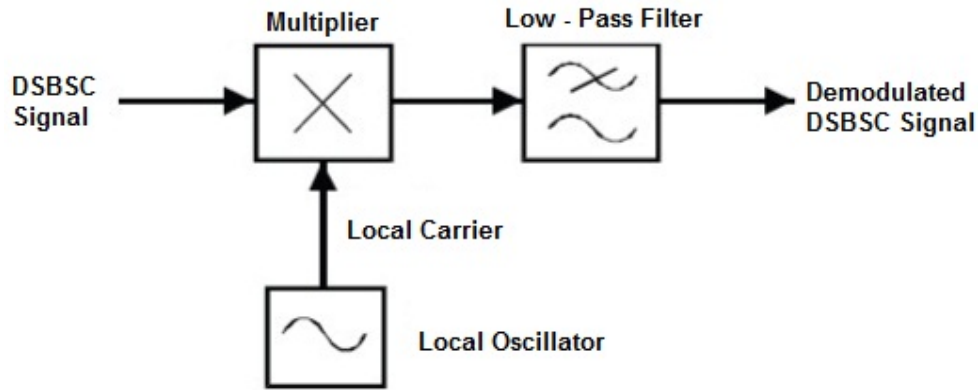 Multiplier
Low - Pass Filter
DSBSC
Signal
Demodulated
DSBSC Signal
Local Carrier
Local Oscillator